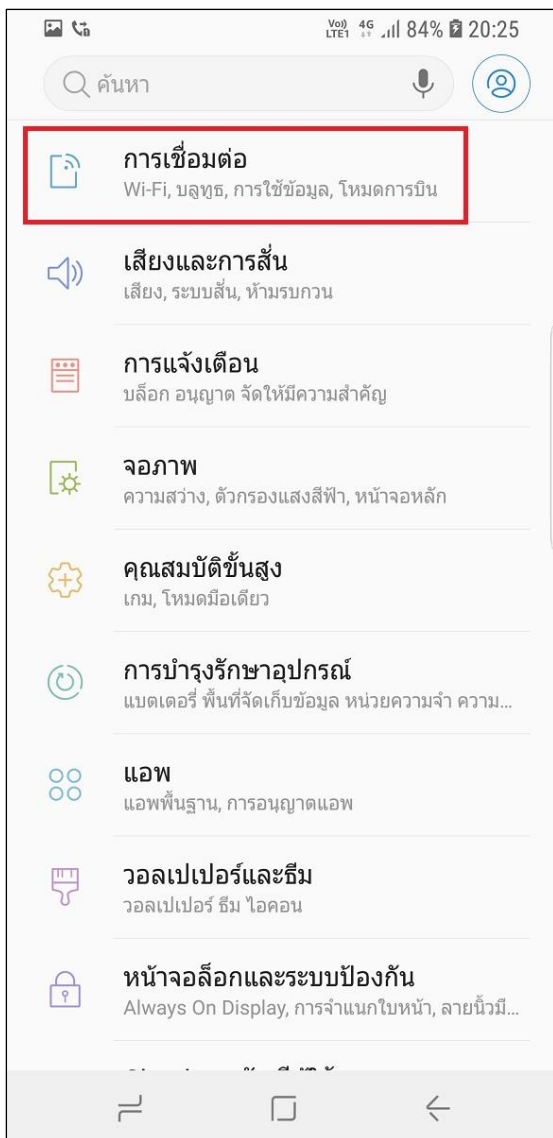 Vo)) LTE1 4G 84% 20:25
ค้นหา
การเชื่อมต่อ
Wi-Fi, บลูทูธ, การใช้ข้อมูล, โหมดการบิน
เสียงและการสั่น
เสียง, ระบบสั่น, ห้ามรบกวน
การแจ้งเตือน
บล็อก อนุญาต จัดให้มีความสำคัญ
จอภาพ
ความสว่าง, ตัวกรองแสงสีฟ้า, หน้าจอหลัก
คุณสมบัติขั้นสูง
เกม, โหมดมือเดียว
การบำรุงรักษาอุปกรณ์
แบตเตอรี่ พื้นที่จัดเก็บข้อมูล หน่วยความจำ ความ...
แอพ
แอพพื้นฐาน, การอนุญาตแอพ
วอลเปเปอร์และธีม
วอลเปเปอร์ ธีม ไอคอน
หน้าจอล็อกและระบบป้องกัน
Always On Display, การจำแนกใบหน้า, ลายนิ้วมื...